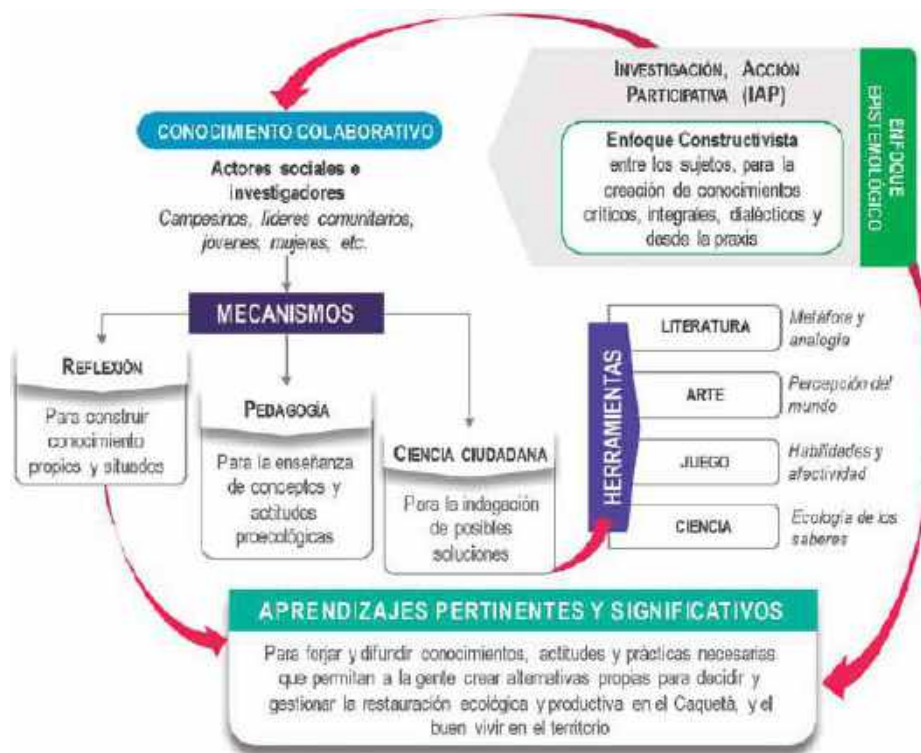 INVESTIGACIÓN, ACCIÓN
PARTICIPATIVA (IAP)
Enfoque Constructivista
entre los sujetos, para la
creación de conocimientos
críticos, integrales, dialécticos y
desde la praxis
ENFOQUE
EPISTEMOLÓGICO
CONOCIMIENTO COLABORATIVO
Actores sociales e
investigadores
Campesinos, líderes comunitarios,
jóvenes, mujeres, etc.
MECANISMOS
REFLEXIÓN
Para construir
conocimiento
propios y situados
PEDAGOGÍA
Para la enseñanza
de conceptos y
actitudes
proecológicas
CIENCIA CIUDADANA
Para la indagación
de posibles
soluciones
HERRAMIENTAS
LITERATURA
Metáfora y
analogía
ARTE
Percepción del
mundo
JUEGO
Habilidades y
afectividad
CIENCIA
Ecología de los
saberes
APRENDIZAJES PERTINENTES Y SIGNIFICATIVOS
Para forjar y difundir conocimientos, actitudes y prácticas necesarias
que permitan a la gente crear alternativas propias para decidir y
gestionar la restauración ecológica y productiva en el Caquetá, y el
buen vivir en el territorio